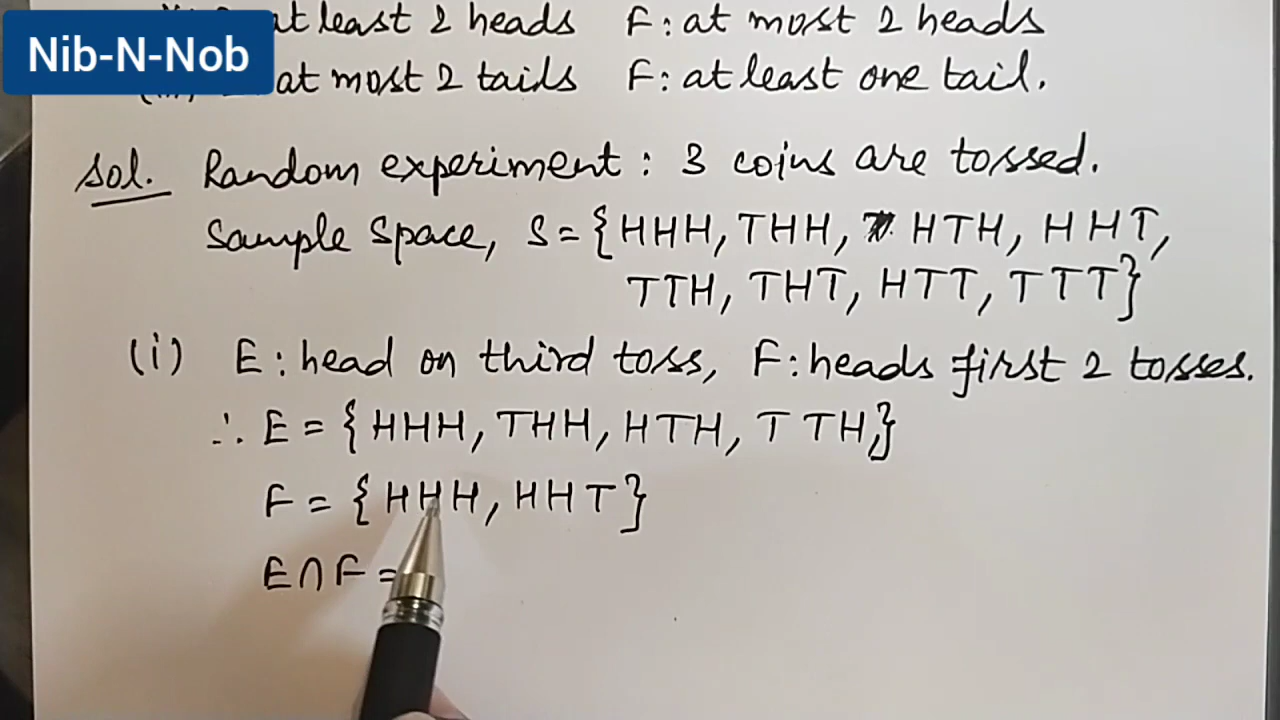 Nib-N-Nob
at least 2 heads F: at most 2 heads
at most 2 tails F: at least one tail.
Sol. Random experiment: 3 coins are tossed.
Sample space, S={HHH, THH, HTH, HHT,
TTH, THT, HTT, TTT}
(i) E: head on third toss, F: heads first 2 tosses.
∴ E = {HHH, THH, HTH, TTH,}
F = {HHH, HHT}
E∩F =